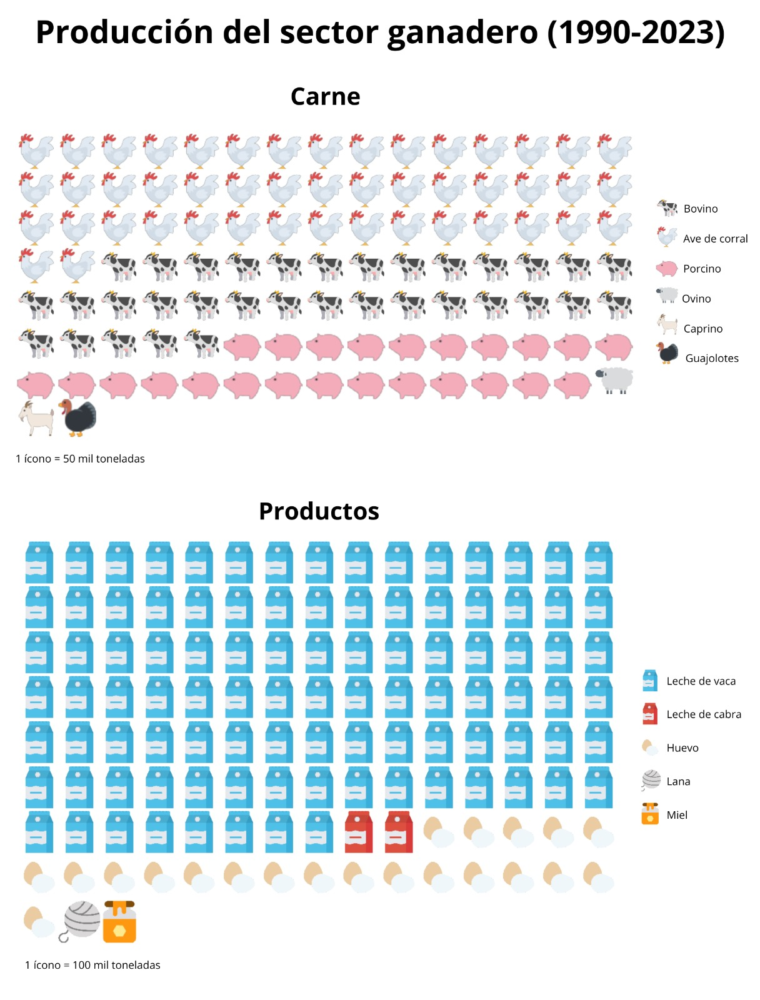 Producción del sector ganadero (1990-2023)
Carne
Bovino
Ave de corral
Porcino
Ovino
Caprino
Guajolotes
1 ícono = 50 mil toneladas
Productos
Leche de vaca
Leche de cabra
Huevo
Lana
Miel
1 ícono = 100 mil toneladas